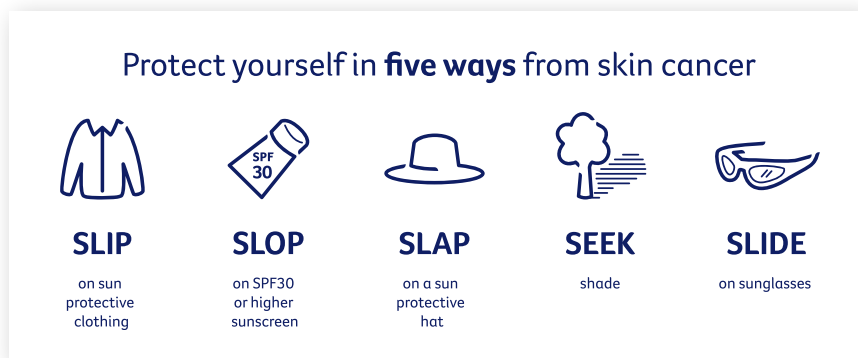 Protect yourself in five ways from skin cancer
SPF
30
SLIP
on sun
protective
clothing
SLOP
on SPF30
or higher
sunscreen
SLAP
on a sun
protective
hat
SEEK
shade
SLIDE
on sunglasses